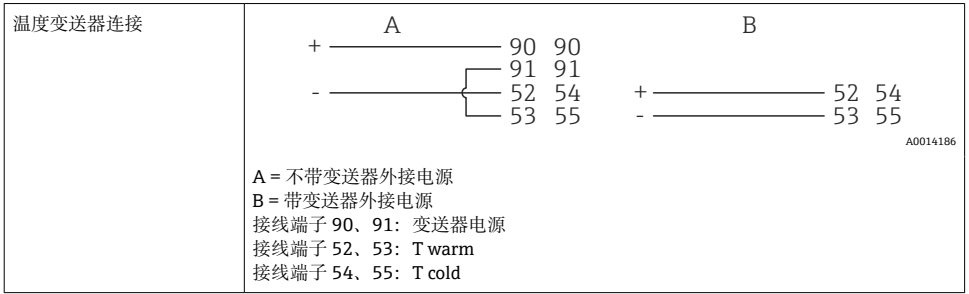 温度变送器连接
A B
+ 90 90
91 91
- 52 54 + 52 54
53 55 - 53 55
A0014186
A = 不带变送器外接电源
B = 带变送器外接电源
接线端子 90、91：变送器电源
接线端子 52、53：T warm
接线端子 54、55：T cold